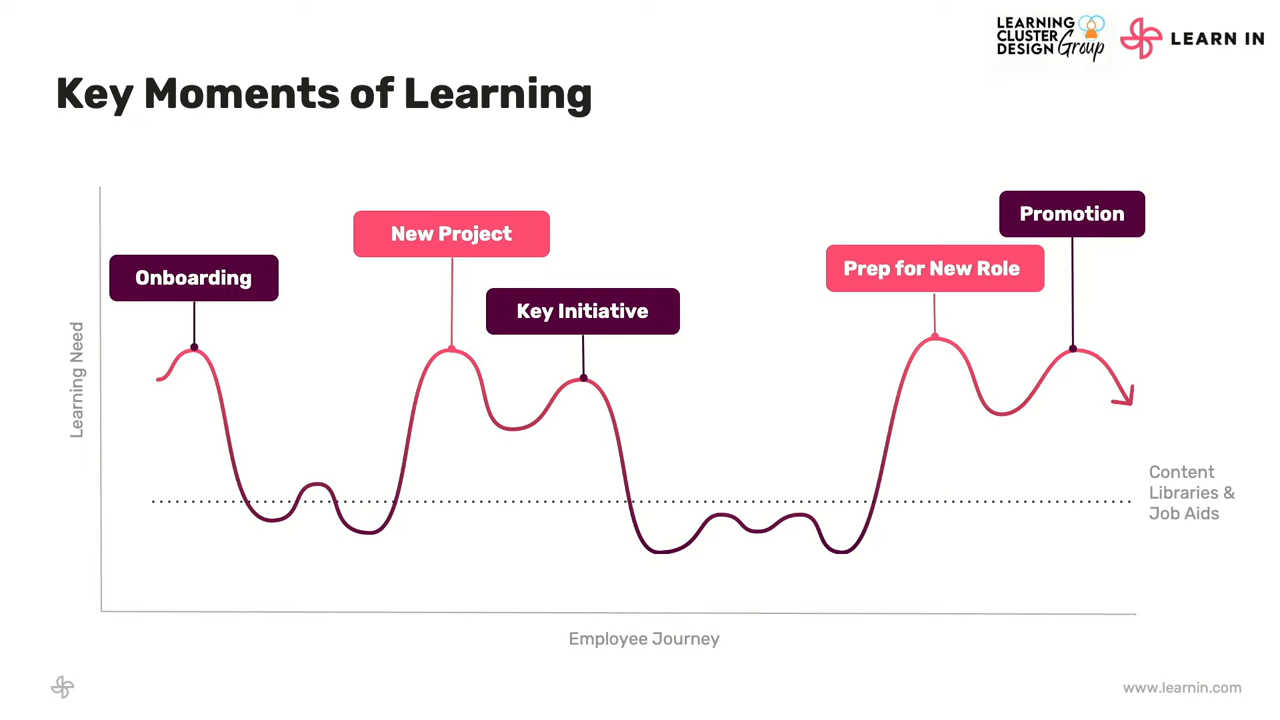 LEARNING
CLUSTER
DESIGN Group
LEARN IN
Key Moments of Learning
Promotion
New Project
Prep for New Role
Onboarding
Key Initiative
Learning Need
Content
Libraries &
Job Aids
Employee Journey
www.learnin.com